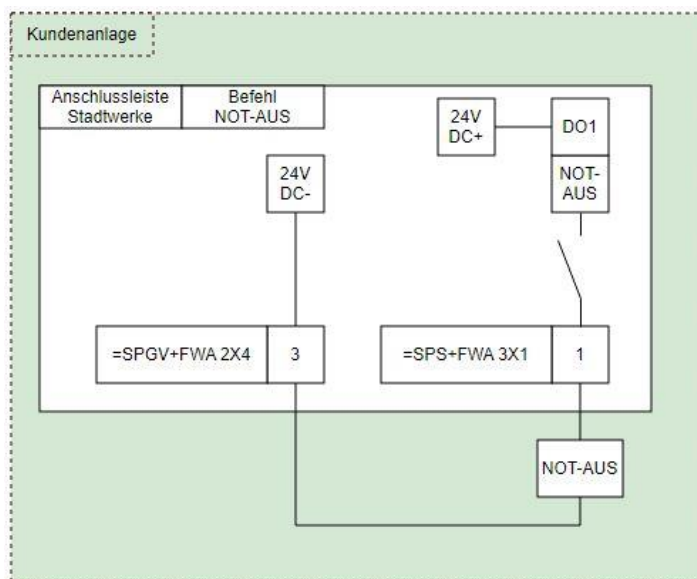 Kundenanlage
Anschlussleiste
Stadtwerke
Befehl
NOT-AUS
24V
DC+
DO1
24V
DC-
NOT-
AUS
=SPGV+FWA 2X4
3
=SPS+FWA 3X1
1
NOT-AUS